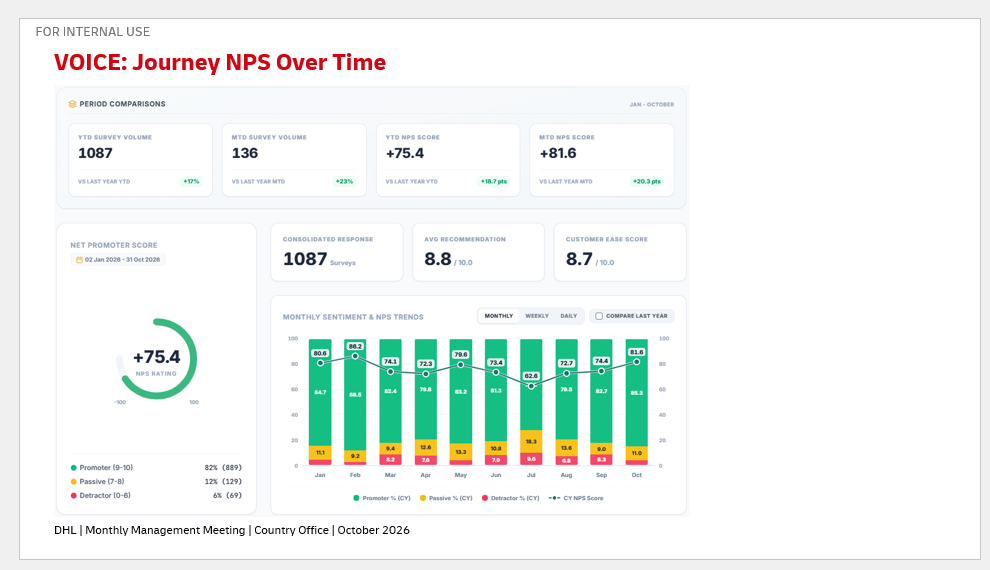 FOR INTERNAL USE
VOICE: Journey NPS Over Time
PERIOD COMPARISONS
JAN - OCTOBER
YTD SURVEY VOLUME
1087
VS LAST YEAR YTD
+17%
MTD SURVEY VOLUME
136
VS LAST YEAR MTD
+23%
YTD NPS SCORE
+75.4
VS LAST YEAR YTD
+18.7 pts
MTD NPS SCORE
+81.6
VS LAST YEAR MTD
+20.3 pts
NET PROMOTER SCORE
02 Jan 2026 - 31 Oct 2026
+75.4
NPS RATING
-100
100
Promoter (9-10) 82% (889)
Passive (7-8) 12% (129)
Detractor (0-6) 6% (69)
CONSOLIDATED RESPONSE
1087 Surveys
AVG RECOMMENDATION
8.8 / 10.0
CUSTOMER EASE SCORE
8.7 / 10.0
MONTHLY SENTIMENT & NPS TRENDS
MONTHLY WEEKLY DAILY
COMPARE LAST YEAR
100 100
80 80
60 60
40 40
20 20
0 0
80.6 86.2 74.1 72.3 79.6 73.4 62.6 72.7 74.4 81.6
84.7 86.5 82.4 79.8 83.2 81.3 79.5 82.7 85.3
11.1 9.2 9.4 12.6 13.3 10.8 18.3 13.6 9.0 11.0
8.2 7.6 7.9 9.6 6.8 8.3
Jan Feb Mar Apr May Jun Jul Aug Sep Oct
Promoter % (CY) Passive % (CY) Detractor % (CY) CY NPS Score
DHL | Monthly Management Meeting | Country Office | October 2026